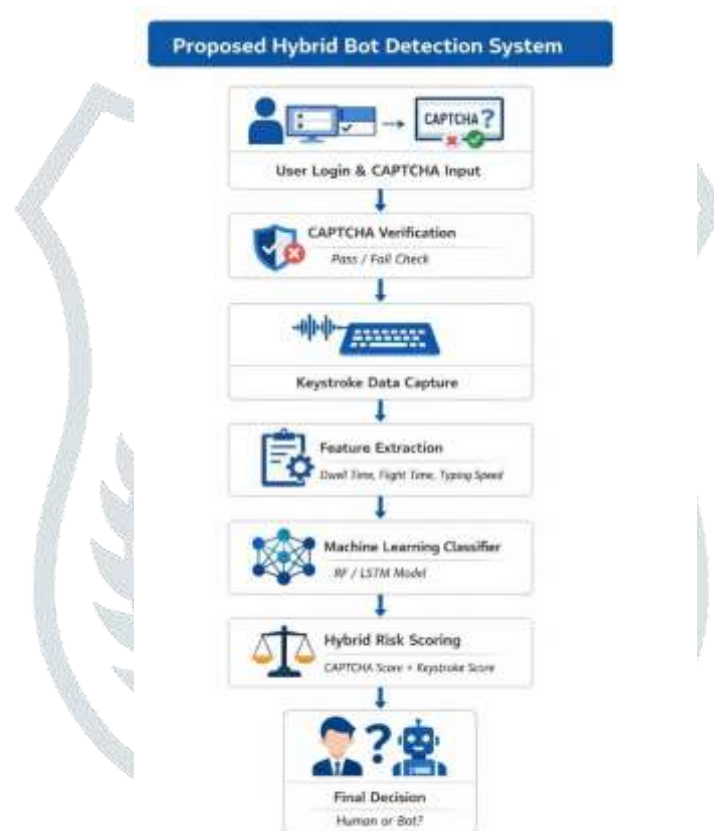 Proposed Hybrid Bot Detection System
CAPTCHA ?
User Login & CAPTCHA Input
CAPTCHA Verification
Pass / Fail Check
Keystroke Data Capture
Feature Extraction
Dwell Time, Flight Time, Typing Speed
Machine Learning Classifier
RF / LSTM Model
Hybrid Risk Scoring
CAPTCHA Score + Keystroke Score
?
Final Decision
Human or Bot?